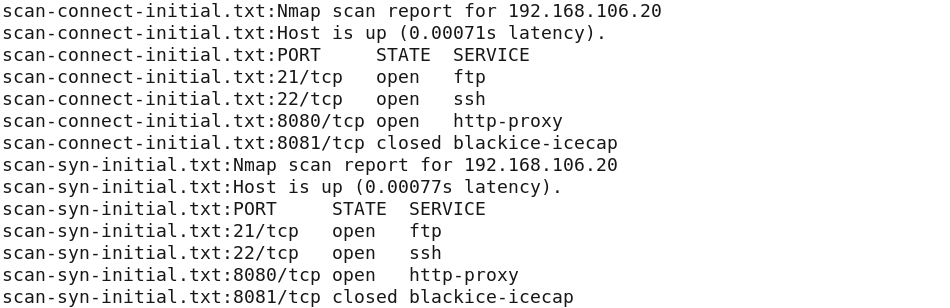 scan-connect-initial.txt:Nmap scan report for 192.168.106.20
scan-connect-initial.txt:Host is up (0.00071s latency).
scan-connect-initial.txt:PORT     STATE  SERVICE
scan-connect-initial.txt:21/tcp   open   ftp
scan-connect-initial.txt:22/tcp   open   ssh
scan-connect-initial.txt:8080/tcp open   http-proxy
scan-connect-initial.txt:8081/tcp closed blackice-icecap
scan-syn-initial.txt:Nmap scan report for 192.168.106.20
scan-syn-initial.txt:Host is up (0.00077s latency).
scan-syn-initial.txt:PORT     STATE  SERVICE
scan-syn-initial.txt:21/tcp   open   ftp
scan-syn-initial.txt:22/tcp   open   ssh
scan-syn-initial.txt:8080/tcp open   http-proxy
scan-syn-initial.txt:8081/tcp closed blackice-icecap